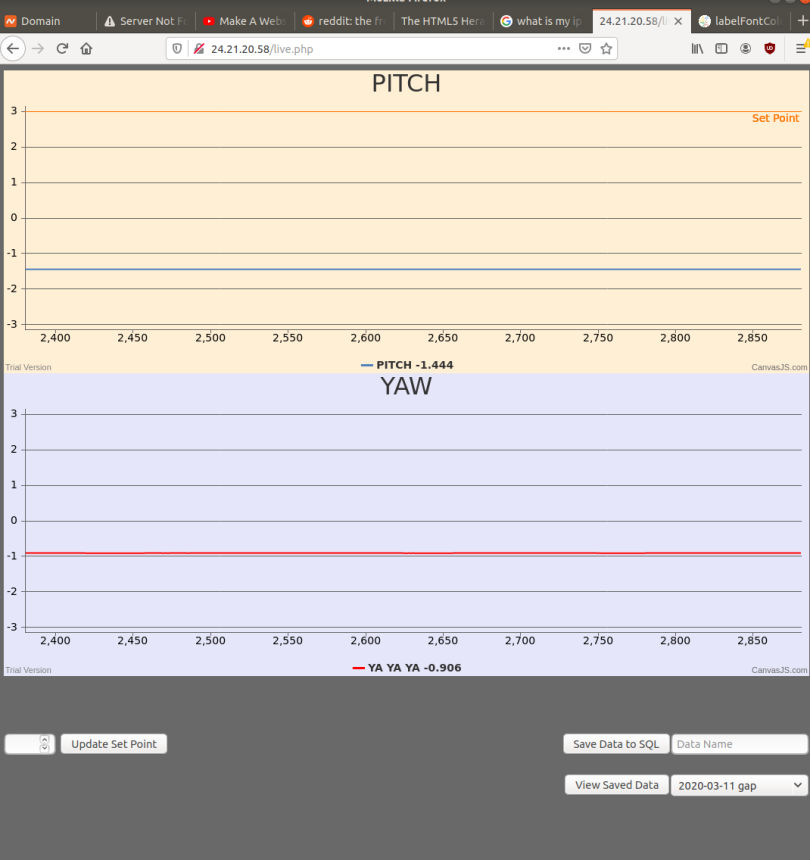 Mozilla Firefox
Domain
Server Not Fo
Make A Webs
reddit: the fr
The HTML5 Hera
what is my ip
24.21.20.58/li
labelFontColo
24.21.20.58/live.php
PITCH
3
Set Point
2
1
0
-1
-2
-3
2,400 2,450 2,500 2,550 2,600 2,650 2,700 2,750 2,800 2,850
Trial Version PITCH -1.444 CanvasJS.com
YAW
3
2
1
0
-1
-2
-3
2,400 2,450 2,500 2,550 2,600 2,650 2,700 2,750 2,800 2,850
Trial Version YA YA YA -0.906 CanvasJS.com
Update Set Point Save Data to SQL Data Name
View Saved Data 2020-03-11 gap